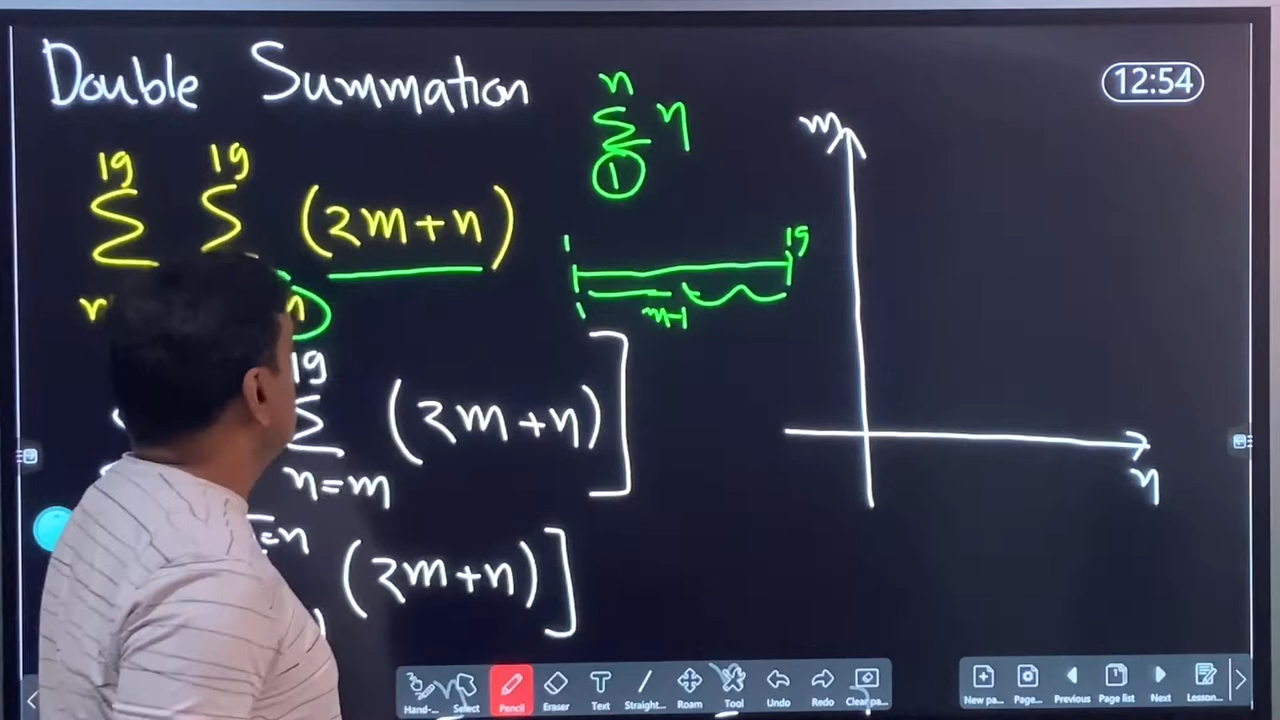 Double Summation
n
Σ n
1
12:54
19 19
Σ Σ (2m+n)
n
1 19
1 m-1
m
n
19
Σ (2m+n)]
n=m
=n
(2m+n)]
Hand-... Select Pencil Eraser Text Straight... Roam Tool Undo Redo Clear pa...
New pa... Page... Previous Page list Next Lesson...